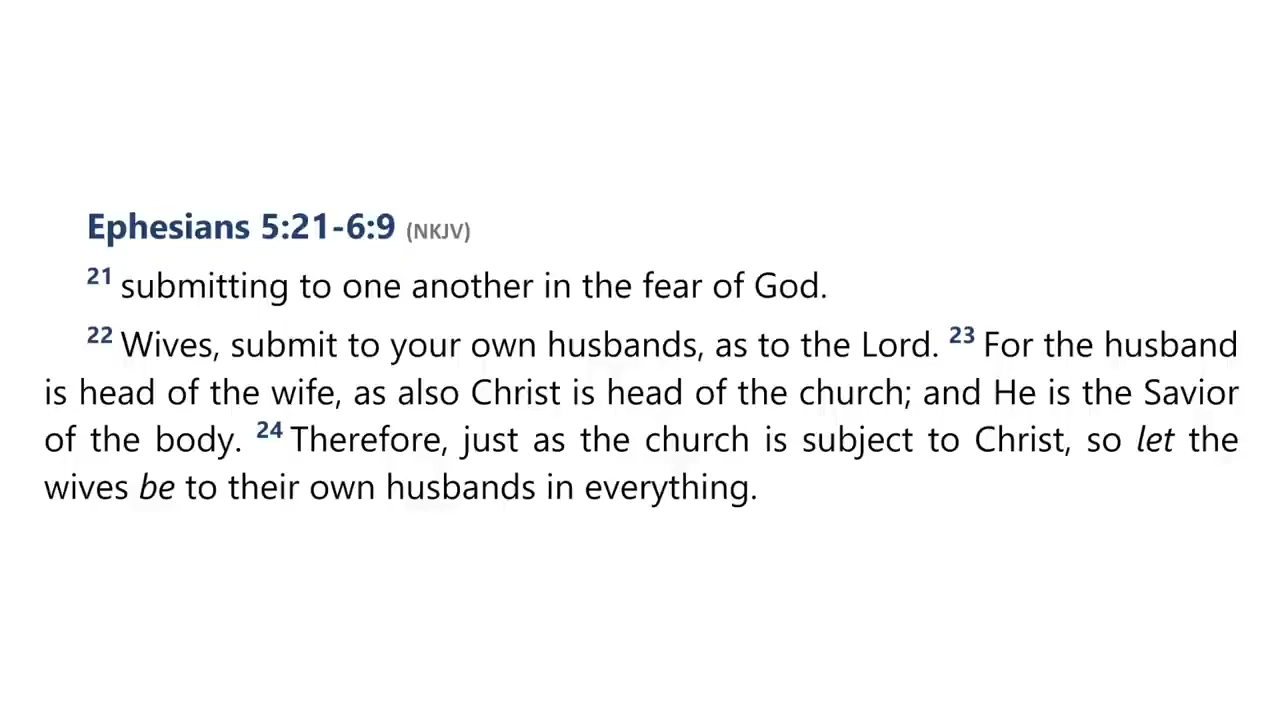 Ephesians 5:21-6:9 (NKJV)
21 submitting to one another in the fear of God.
22 Wives, submit to your own husbands, as to the Lord. 23 For the husband
is head of the wife, as also Christ is head of the church; and He is the Savior
of the body. 24 Therefore, just as the church is subject to Christ, so let the
wives be to their own husbands in everything.